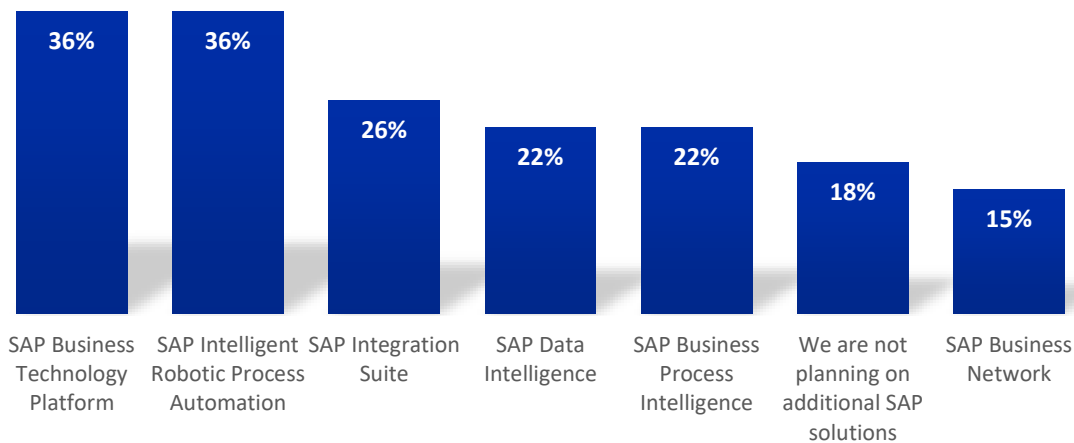 36%
36%
26%
22%
22%
18%
15%
SAP Business
Technology
Platform
SAP Intelligent
Robotic Process
Automation
SAP Integration
Suite
SAP Data
Intelligence
SAP Business
Process
Intelligence
We are not
planning on
additional SAP
solutions
SAP Business
Network